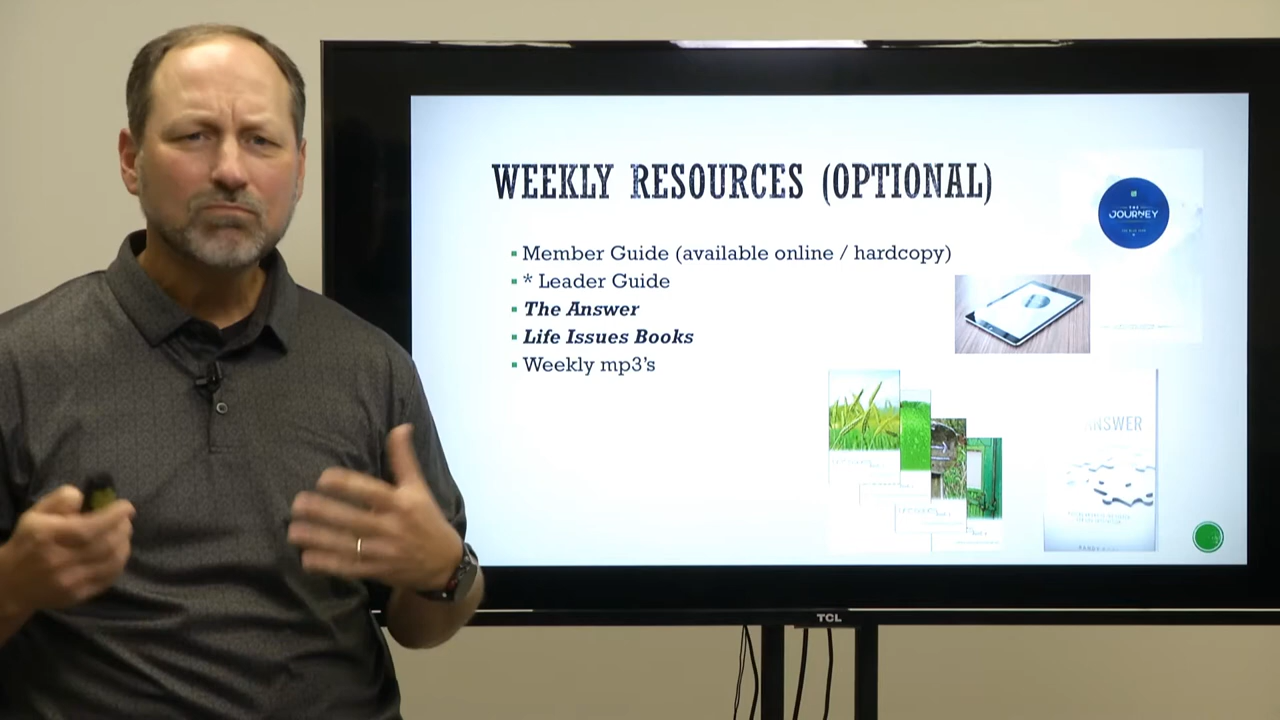 WEEKLY RESOURCES (OPTIONAL)
Member Guide (available online / hardcopy)
* Leader Guide
The Answer
Life Issues Books
Weekly mp3's
THE
JOURNEY
TCL